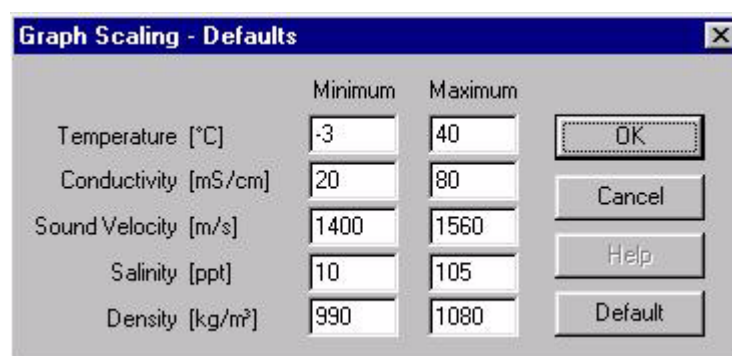 Graph Scaling - Defaults
Minimum Maximum
Temperature [°C] -3 40 OK
Conductivity [mS/cm] 20 80 Cancel
Sound Velocity [m/s] 1400 1560
Salinity [ppt] 10 105 Help
Density [kg/m³] 990 1080 Default